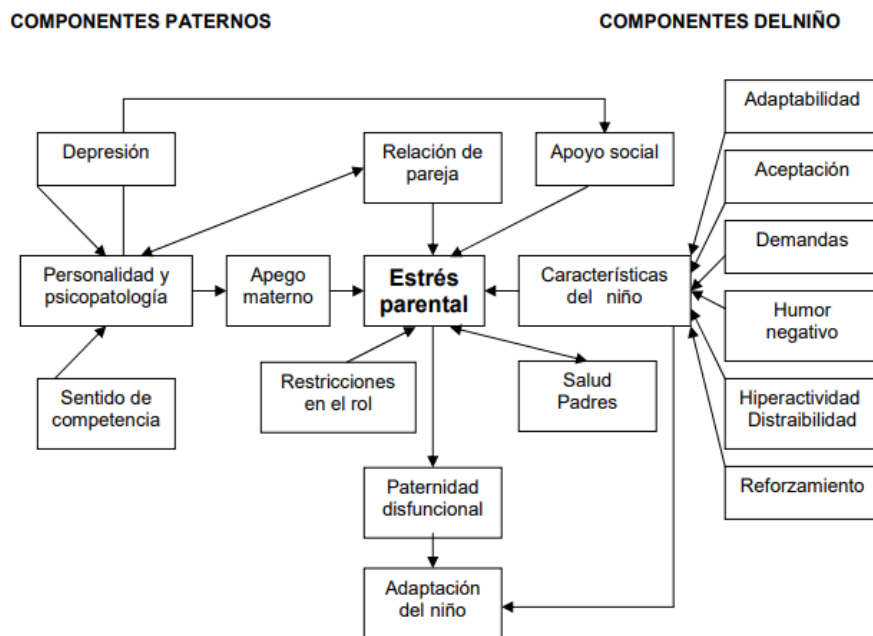 COMPONENTES PATERNOS
COMPONENTES DELNIÑO
Depresión
Relación de
pareja
Apoyo social
Adaptabilidad
Aceptación
Demandas
Humor
negativo
Hiperactividad
Distraibilidad
Reforzamiento
Personalidad y
psicopatología
Apego
materno
Estrés
parental
Características
del niño
Sentido de
competencia
Restricciones
en el rol
Salud
Padres
Paternidad
disfuncional
Adaptación
del niño